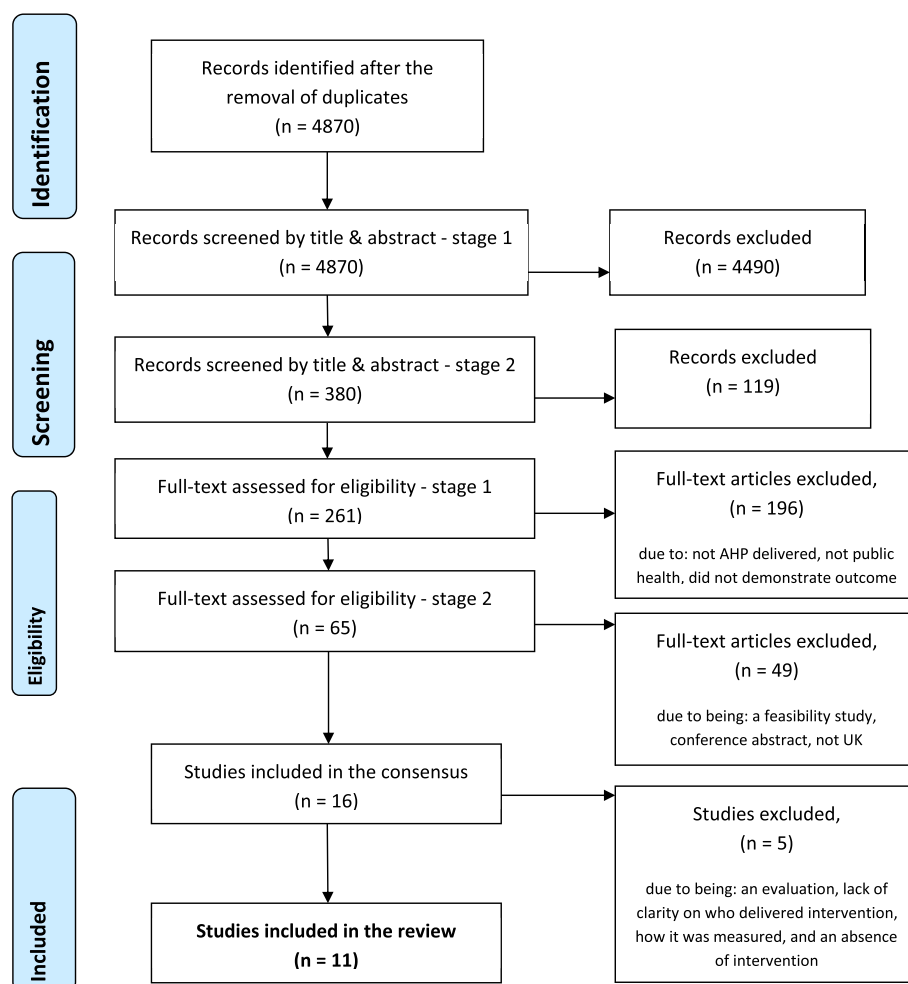 Identification
Records identified after the
removal of duplicates
(n = 4870)
Records screened by title & abstract - stage 1
(n = 4870)
Records excluded
(n = 4490)
Screening
Records screened by title & abstract - stage 2
(n = 380)
Records excluded
(n = 119)
Full-text assessed for eligibility - stage 1
(n = 261)
Full-text articles excluded,
(n = 196)
due to: not AHP delivered, not public
health, did not demonstrate outcome
Eligibility
Full-text assessed for eligibility - stage 2
(n = 65)
Full-text articles excluded,
(n = 49)
due to being: a feasibility study,
conference abstract, not UK
Studies included in the consensus
(n = 16)
Studies excluded,
(n = 5)
due to being: an evaluation, lack of
clarity on who delivered intervention,
how it was measured, and an absence
of intervention
Included
Studies included in the review
(n = 11)